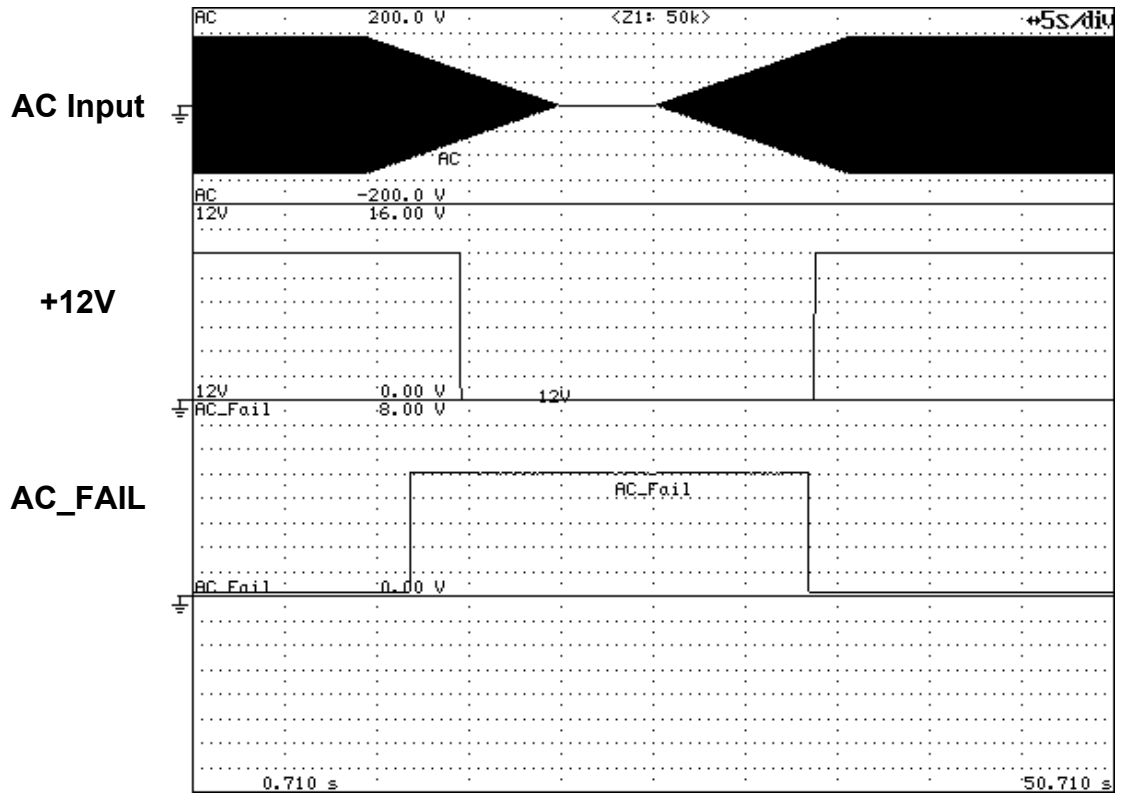 AC 200.0 V <Z1: 50k> ↔5s/div
AC Input
AC
AC -200.0 V
12V 16.00 V
+12V
12V 0.00 V
12V
AC_Fail 8.00 V
AC_Fail
AC_FAIL
AC_Fail 0.00 V
0.710 s 50.710 s